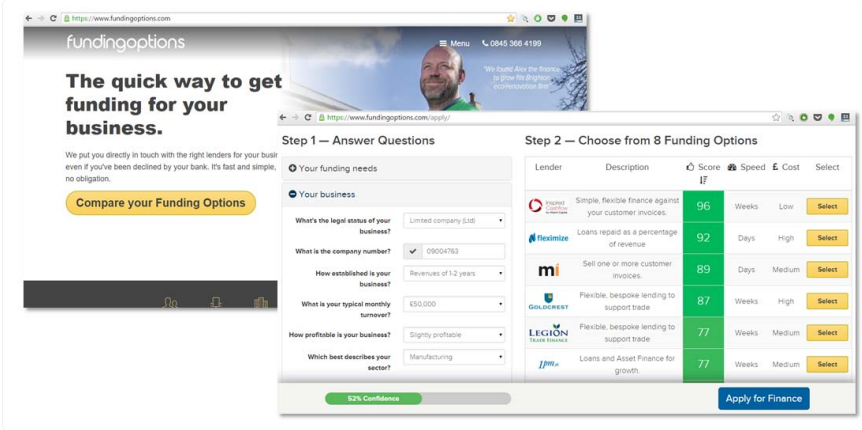 https://www.fundingoptions.com
fundingoptions
Menu
0845 366 4199
The quick way to get
funding for your
business.
"We found Alex the finance
to grow his Brighton
eco-renovation firm"
We put you directly in touch with the right lenders for your busin
even if you've been declined by your bank. It's fast and simple,
no obligation.
Compare your Funding Options
https://www.fundingoptions.com/apply/
Step 1 — Answer Questions
Your funding needs
Your business
What's the legal status of your
business?
Limited company (Ltd)
What is the company number?
09004763
How established is your
business?
Revenues of 1-2 years
What is your typical monthly
turnover?
£50,000
How profitable is your business?
Slightly profitable
Which best describes your
sector?
Manufacturing
52% Confidence
Step 2 — Choose from 8 Funding Options
Lender Description Score Speed £ Cost Select
Inspired
Cashflow
Simple, flexible finance against
your customer invoices.
96 Weeks Low Select
fleximize
Loans repaid as a percentage
of revenue
92 Days High Select
mi
Sell one or more customer
invoices.
89 Days Medium Select
GOLDCREST
Flexible, bespoke lending to
support trade
87 Weeks High Select
LEGION
TRADE FINANCE
Flexible, bespoke lending to
support trade
77 Weeks Medium Select
1pm
Loans and Asset Finance for
growth.
77 Weeks Medium Select
Apply for Finance